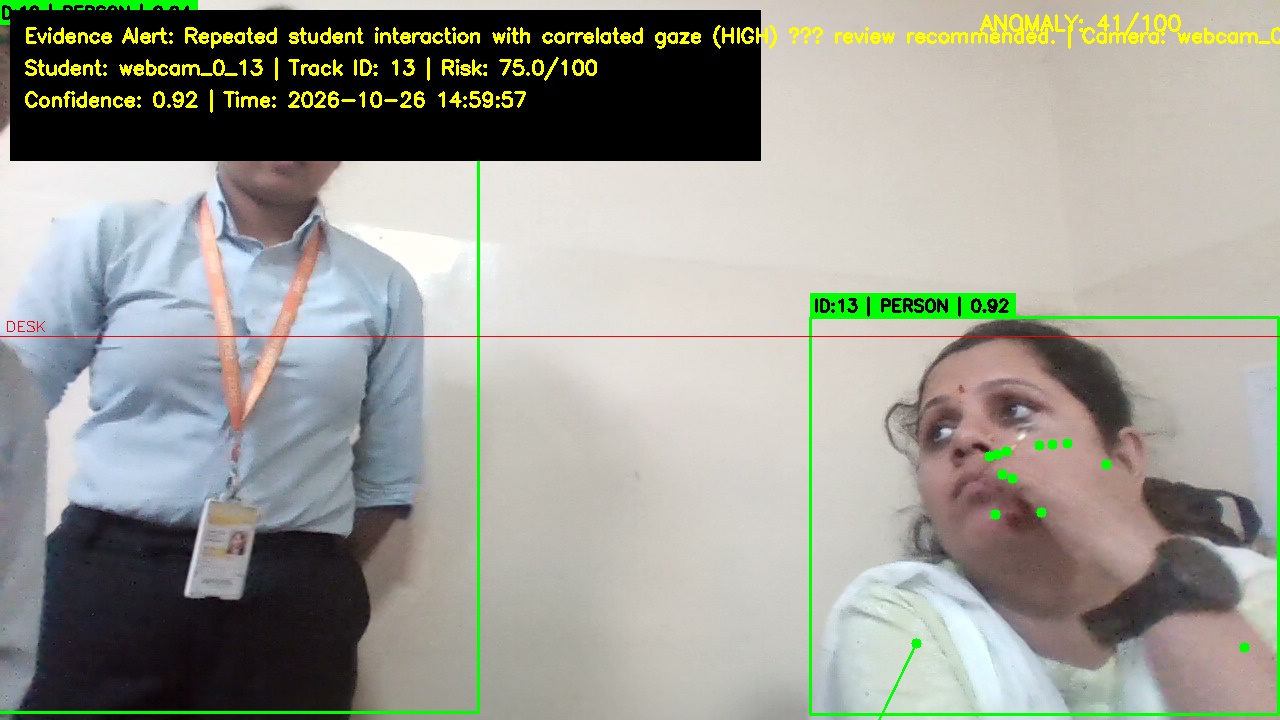 Evidence Alert: Repeated student interaction with correlated gaze (HIGH) ??? review recommended. | Camera: webcam_0
ANOMALY: 41/100
Student: webcam_0_13 | Track ID: 13 | Risk: 75.0/100
Confidence: 0.92 | Time: 2026-10-26 14:59:57
ID:13 | PERSON | 0.92
DESK